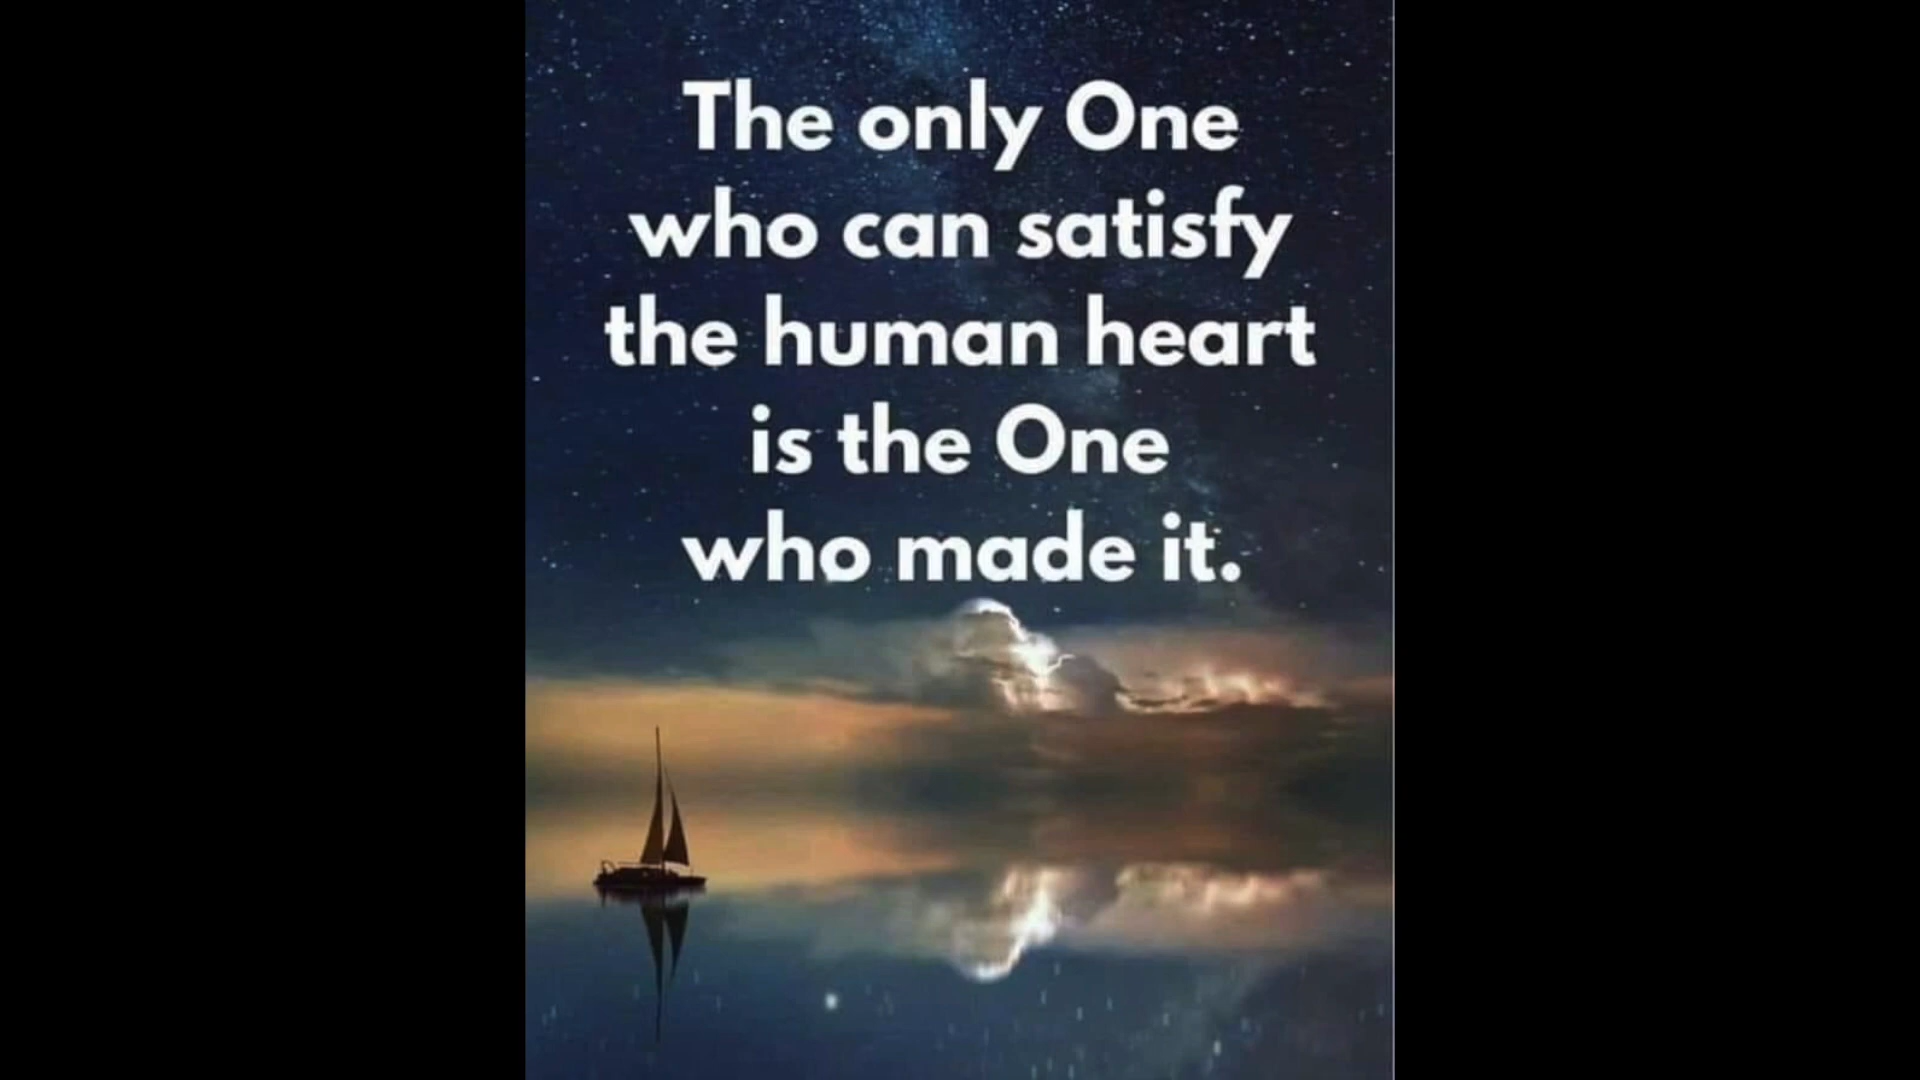 The only One
who can satisfy
the human heart
is the One
who made it.